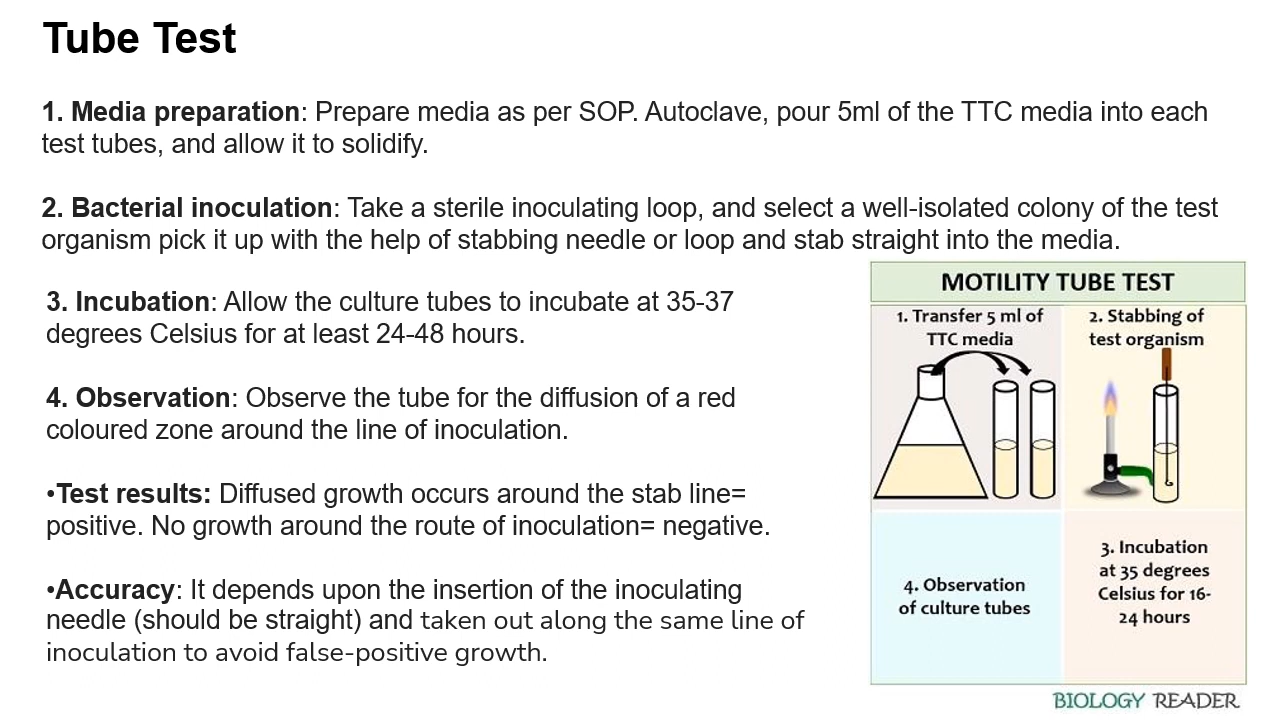 Tube Test
1. Media preparation: Prepare media as per SOP. Autoclave, pour 5ml of the TTC media into each
test tubes, and allow it to solidify.
2. Bacterial inoculation: Take a sterile inoculating loop, and select a well-isolated colony of the test
organism pick it up with the help of stabbing needle or loop and stab straight into the media.
3. Incubation: Allow the culture tubes to incubate at 35-37
degrees Celsius for at least 24-48 hours.
4. Observation: Observe the tube for the diffusion of a red
coloured zone around the line of inoculation.
•Test results: Diffused growth occurs around the stab line=
positive. No growth around the route of inoculation= negative.
•Accuracy: It depends upon the insertion of the inoculating
needle (should be straight) and taken out along the same line of
inoculation to avoid false-positive growth.
MOTILITY TUBE TEST
1. Transfer 5 ml of
TTC media
2. Stabbing of
test organism
3. Incubation
at 35 degrees
Celsius for 16-
24 hours
4. Observation
of culture tubes
BIOLOGY READER